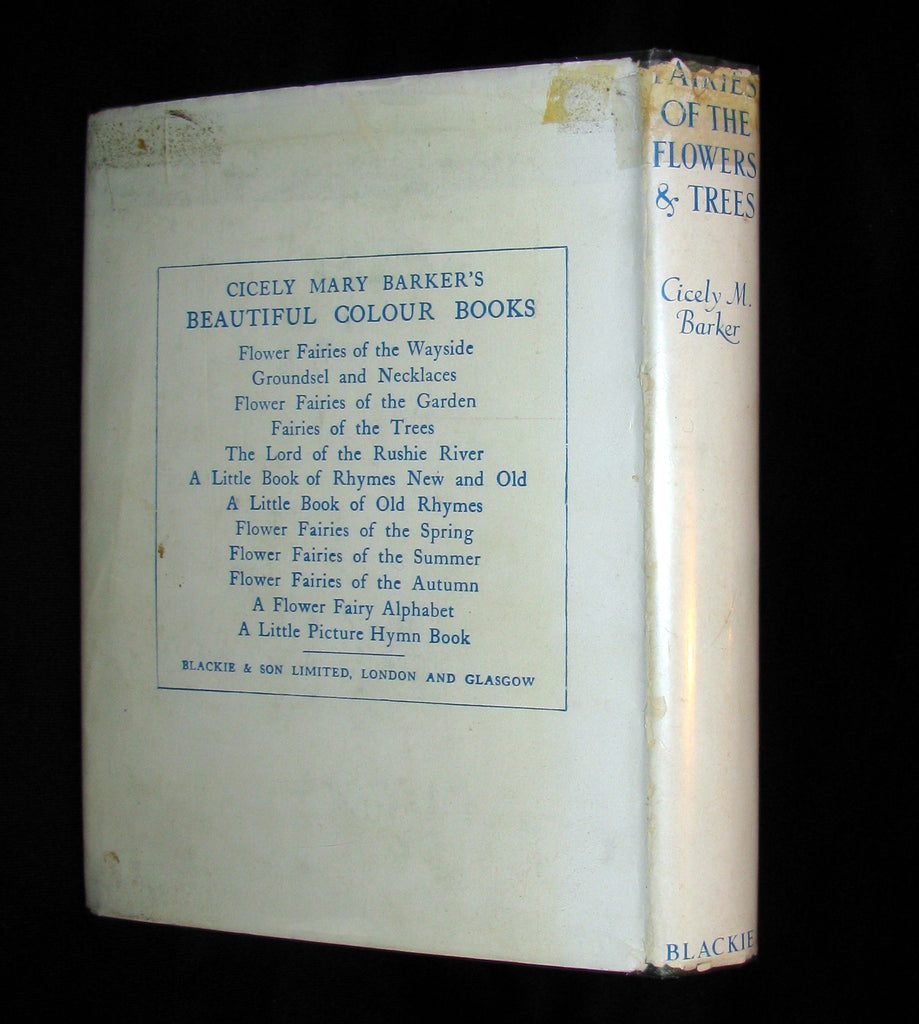 CICELY MARY BARKER'S
BEAUTIFUL COLOUR BOOKS
Flower Fairies of the Wayside
Groundsel and Necklaces
Flower Fairies of the Garden
Fairies of the Trees
The Lord of the Rushie River
A Little Book of Rhymes New and Old
A Little Book of Old Rhymes
Flower Fairies of the Spring
Flower Fairies of the Summer
Flower Fairies of the Autumn
A Flower Fairy Alphabet
A Little Picture Hymn Book
BLACKIE & SON LIMITED, LONDON AND GLASGOW
FAIRIES
OF THE
FLOWERS
& TREES
Cicely M.
Barker
BLACKIE